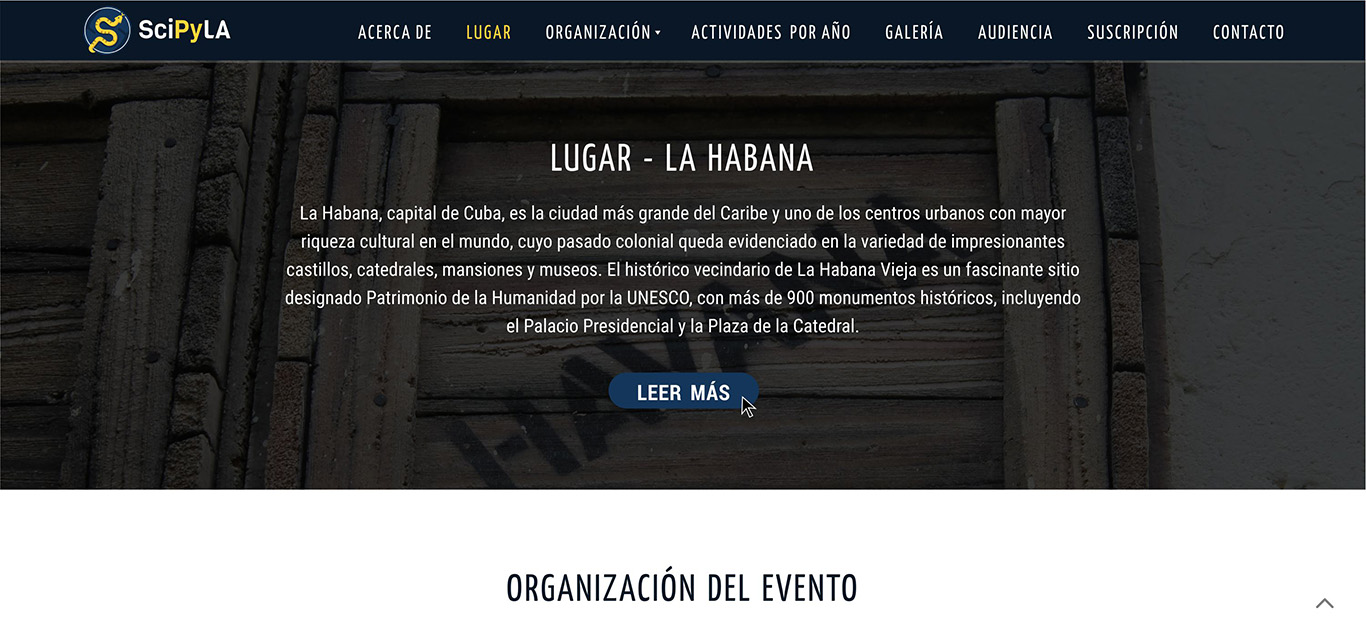 SciPyLA
ACERCA DE
LUGAR
ORGANIZACIÓN
ACTIVIDADES POR AÑO
GALERÍA
AUDIENCIA
SUSCRIPCIÓN
CONTACTO
LUGAR - LA HABANA
La Habana, capital de Cuba, es la ciudad más grande del Caribe y uno de los centros urbanos con mayor
riqueza cultural en el mundo, cuyo pasado colonial queda evidenciado en la variedad de impresionantes
castillos, catedrales, mansiones y museos. El histórico vecindario de La Habana Vieja es un fascinante sitio
designado Patrimonio de la Humanidad por la UNESCO, con más de 900 monumentos históricos, incluyendo
el Palacio Presidencial y la Plaza de la Catedral.
HAVANA
LEER MÁS
ORGANIZACIÓN DEL EVENTO